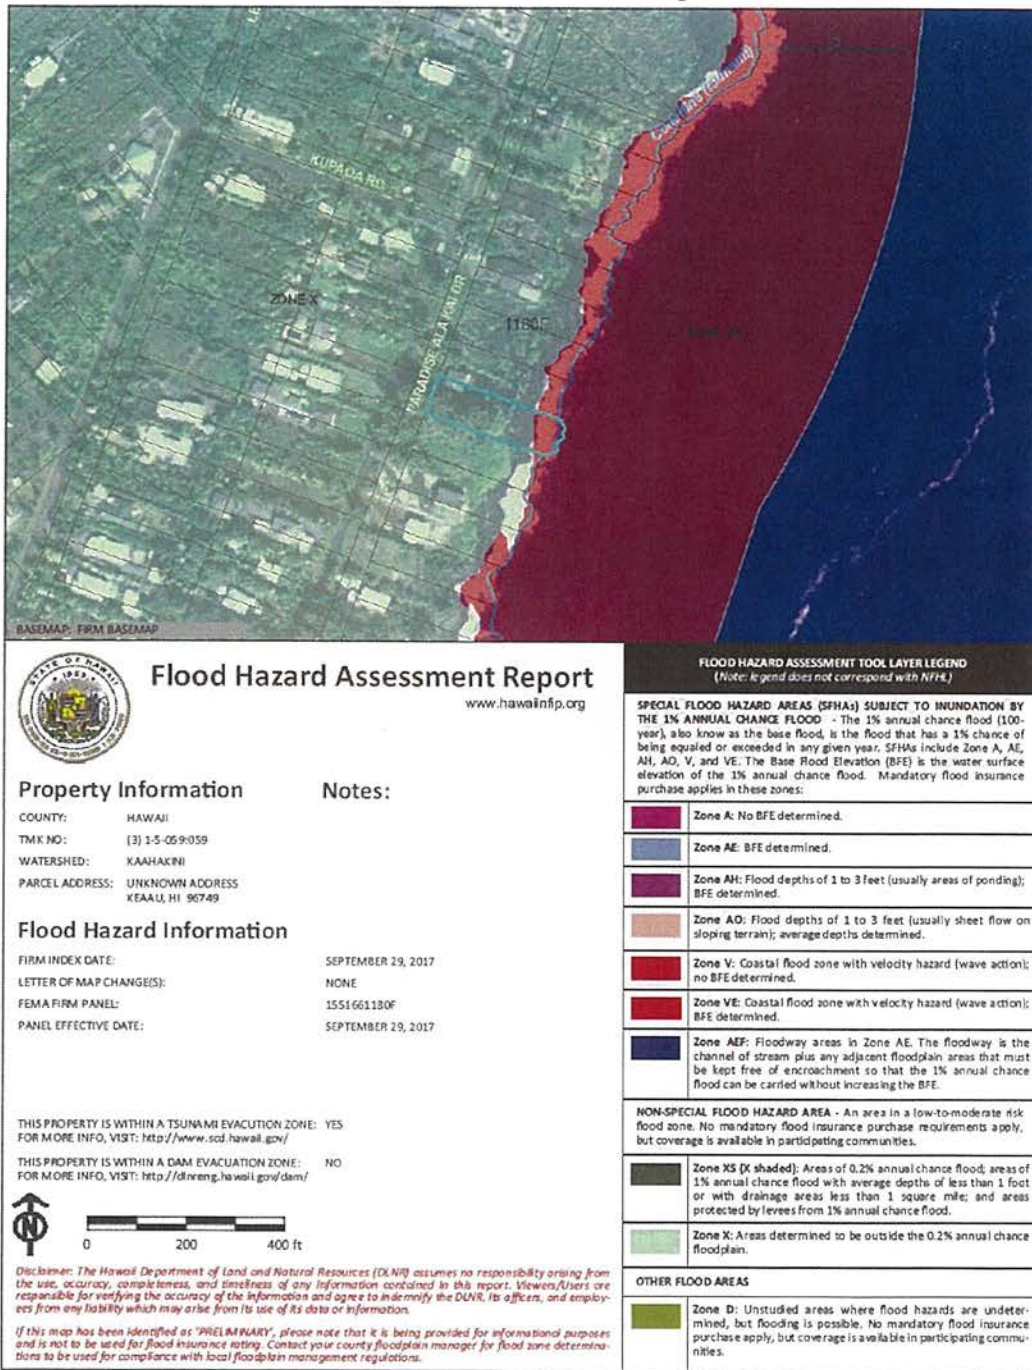 KUPAOA RD
ZONE X
1180F
PARADISE ALA KAI DR
BASEMAP: FIRM BASEMAP
STATE OF HAWAII
1959
Flood Hazard Assessment Report
www.hawaiinfip.org
Property Information
Notes:
COUNTY: HAWAII
TMK NO: (3) 1-5-059:059
WATERSHED: KAAHAKINI
PARCEL ADDRESS: UNKNOWN ADDRESS
KEAAU, HI 96749
Flood Hazard Information
FIRM INDEX DATE: SEPTEMBER 29, 2017
LETTER OF MAP CHANGE(S): NONE
FEMA FIRM PANEL: 1551661180F
PANEL EFFECTIVE DATE: SEPTEMBER 29, 2017
THIS PROPERTY IS WITHIN A TSUNAMI EVACUTION ZONE: YES
FOR MORE INFO, VISIT: http://www.scd.hawaii.gov/
THIS PROPERTY IS WITHIN A DAM EVACUATION ZONE: NO
FOR MORE INFO, VISIT: http://dlnreng.hawaii.gov/dam/
N
0 200 400 ft
Disclaimer: The Hawaii Department of Land and Natural Resources (DLNR) assumes no responsibility arising from
the use, accuracy, completeness, and timeliness of any information contained in this report. Viewers/Users are
responsible for verifying the accuracy of the information and agree to indemnify the DLNR, its officers, and employ-
ees from any liability which may arise from its use of its data or information.
If this map has been identified as 'PRELIMINARY', please note that it is being provided for informational purposes
and is not to be used for flood insurance rating. Contact your county floodplain manager for flood zone determina-
tions to be used for compliance with local floodplain management regulations.
FLOOD HAZARD ASSESSMENT TOOL LAYER LEGEND
(Note: legend does not correspond with NFHL)
SPECIAL FLOOD HAZARD AREAS (SFHAs) SUBJECT TO INUNDATION BY
THE 1% ANNUAL CHANCE FLOOD - The 1% annual chance flood (100-
year), also know as the base flood, is the flood that has a 1% chance of
being equaled or exceeded in any given year. SFHAs include Zone A, AE,
AH, AO, V, and VE. The Base Flood Elevation (BFE) is the water surface
elevation of the 1% annual chance flood. Mandatory flood insurance
purchase applies in these zones:
Zone A: No BFE determined.
Zone AE: BFE determined.
Zone AH: Flood depths of 1 to 3 feet (usually areas of ponding);
BFE determined.
Zone AO: Flood depths of 1 to 3 feet (usually sheet flow on
sloping terrain); average depths determined.
Zone V: Coastal flood zone with velocity hazard (wave action);
no BFE determined.
Zone VE: Coastal flood zone with velocity hazard (wave action);
BFE determined.
Zone AEF: Floodway areas in Zone AE. The floodway is the
channel of stream plus any adjacent floodplain areas that must
be kept free of encroachment so that the 1% annual chance
flood can be carried without increasing the BFE.
NON-SPECIAL FLOOD HAZARD AREA - An area in a low-to-moderate risk
flood zone. No mandatory flood insurance purchase requirements apply,
but coverage is available in participating communities.
Zone XS (X shaded): Areas of 0.2% annual chance flood; areas of
1% annual chance flood with average depths of less than 1 foot
or with drainage areas less than 1 square mile; and areas
protected by levees from 1% annual chance flood.
Zone X: Areas determined to be outside the 0.2% annual chance
floodplain.
OTHER FLOOD AREAS
Zone D: Unstudied areas where flood hazards are undeter-
mined, but flooding is possible. No mandatory flood insurance
purchase apply, but coverage is available in participating commu-
nities.